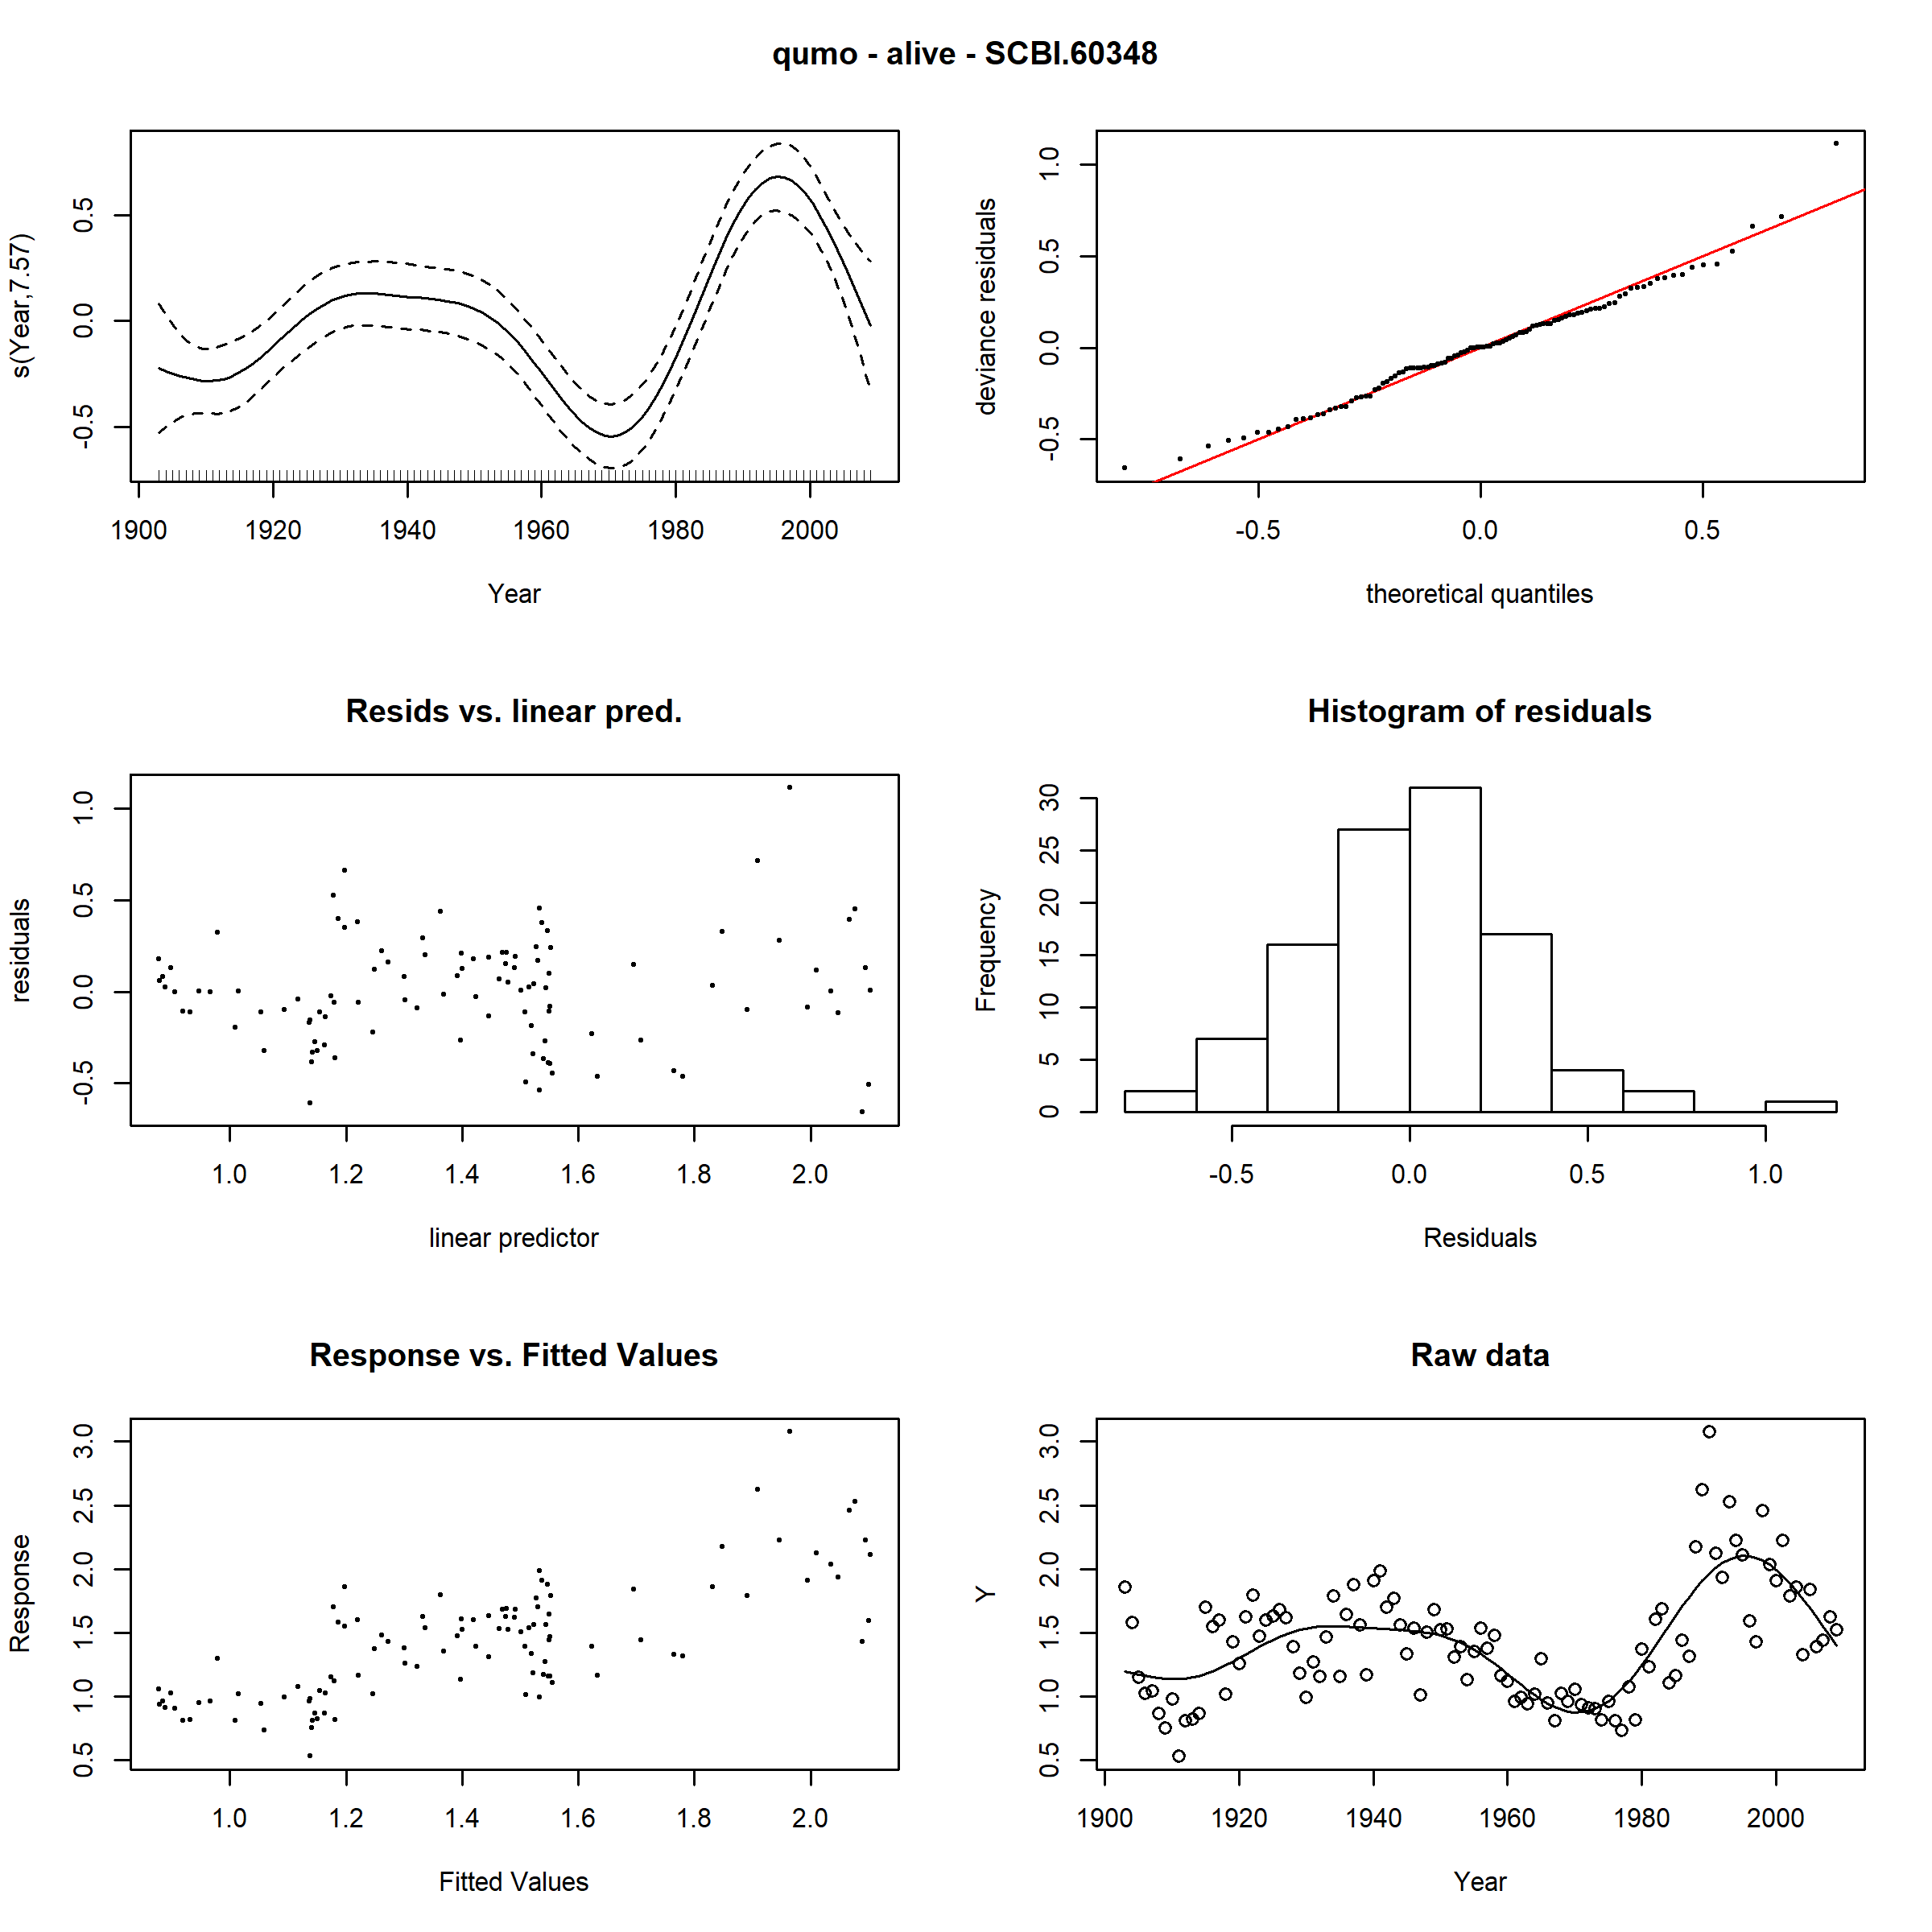 qumo - alive - SCBI.60348
s(Year,7.57)
-0.5 0.0 0.5
1900 1920 1940 1960 1980 2000
Year
deviance residuals
-0.5 0.0 0.5 1.0
-0.5 0.0 0.5
theoretical quantiles
Resids vs. linear pred.
residuals
-0.5 0.0 0.5 1.0
1.0 1.2 1.4 1.6 1.8 2.0
linear predictor
Histogram of residuals
Frequency
0 5 10 15 20 25 30
-0.5 0.0 0.5 1.0
Residuals
Response vs. Fitted Values
Response
0.5 1.0 1.5 2.0 2.5 3.0
1.0 1.2 1.4 1.6 1.8 2.0
Fitted Values
Raw data
Y
0.5 1.0 1.5 2.0 2.5 3.0
1900 1920 1940 1960 1980 2000
Year